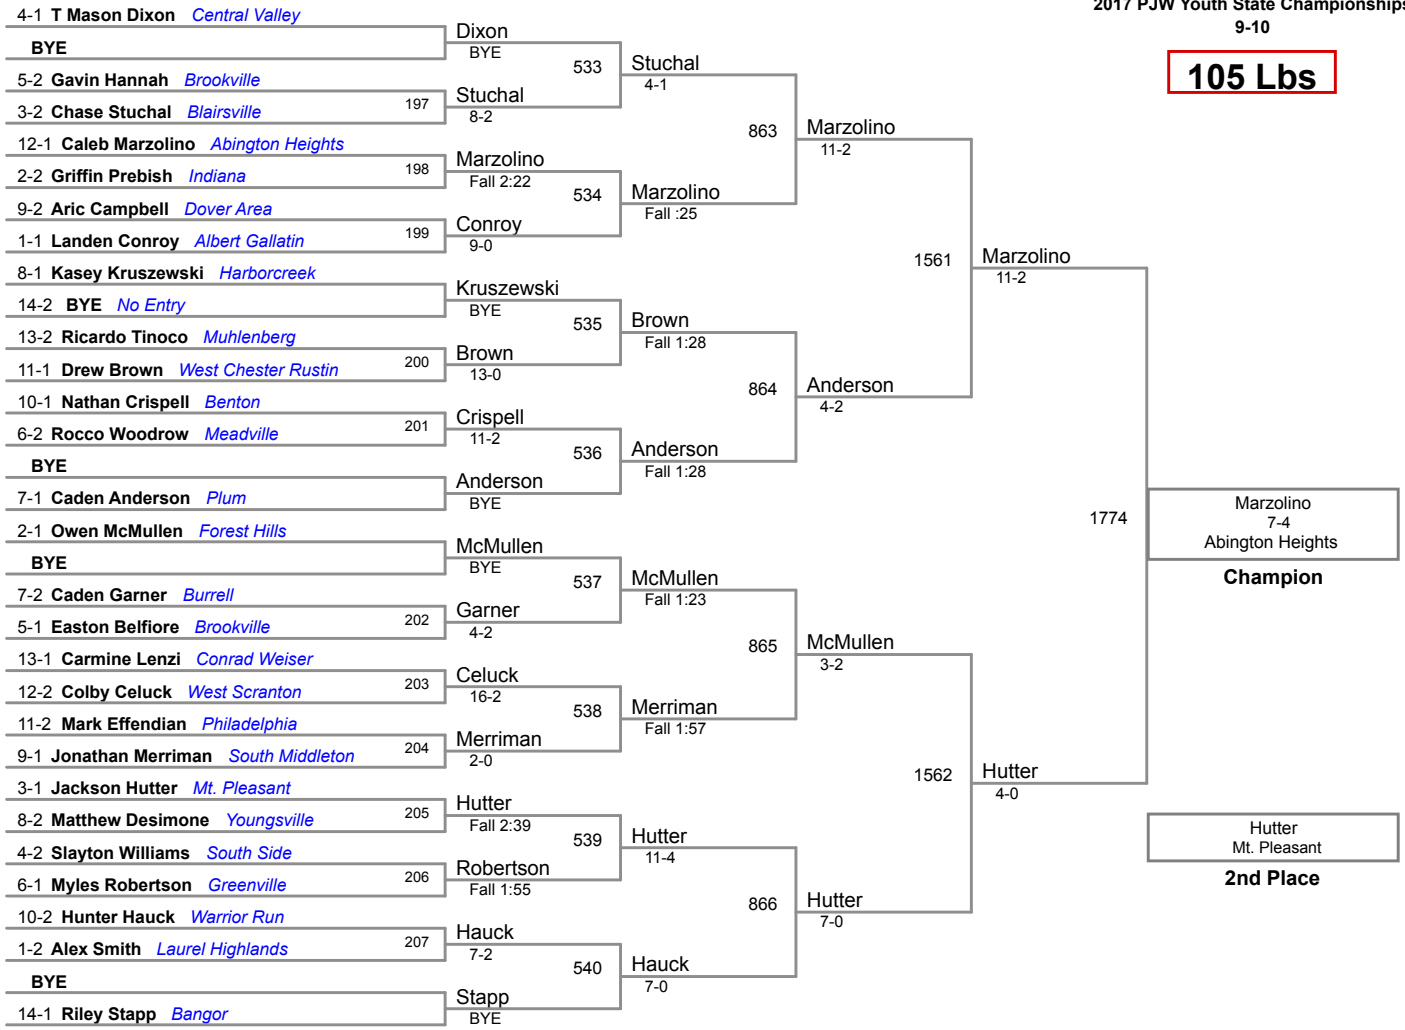 2017 PJW Youth State Championships
9-10
105 Lbs
4-1 T Mason Dixon Central Valley
BYE
5-2 Gavin Hannah Brookville
3-2 Chase Stuchal Blairsville
12-1 Caleb Marzolino Abington Heights
2-2 Griffin Prebish Indiana
9-2 Aric Campbell Dover Area
1-1 Landen Conroy Albert Gallatin
8-1 Kasey Kruszewski Harborcreek
14-2 BYE No Entry
13-2 Ricardo Tinoco Muhlenberg
11-1 Drew Brown West Chester Rustin
10-1 Nathan Crispell Benton
6-2 Rocco Woodrow Meadville
BYE
7-1 Caden Anderson Plum
2-1 Owen McMullen Forest Hills
BYE
7-2 Caden Garner Burrell
5-1 Easton Belfiore Brookville
13-1 Carmine Lenzi Conrad Weiser
12-2 Colby Celuck West Scranton
11-2 Mark Effendian Philadelphia
9-1 Jonathan Merriman South Middleton
3-1 Jackson Hutter Mt. Pleasant
8-2 Matthew Desimone Youngsville
4-2 Slayton Williams South Side
6-1 Myles Robertson Greenville
10-2 Hunter Hauck Warrior Run
1-2 Alex Smith Laurel Highlands
BYE
14-1 Riley Stapp Bangor
197
198
199
200
201
202
203
204
205
206
207
Dixon
BYE
Stuchal
8-2
Marzolino
Fall 2:22
Conroy
9-0
Kruszewski
BYE
Brown
13-0
Crispell
11-2
Anderson
BYE
McMullen
BYE
Garner
4-2
Celuck
16-2
Merriman
2-0
Hutter
Fall 2:39
Robertson
Fall 1:55
Hauck
7-2
Stapp
BYE
533
534
535
536
537
538
539
540
Stuchal
4-1
Marzolino
Fall :25
Brown
Fall 1:28
Anderson
Fall 1:28
McMullen
Fall 1:23
Merriman
Fall 1:57
Hutter
11-4
Hauck
7-0
863
864
865
866
Marzolino
11-2
Anderson
4-2
McMullen
3-2
Hutter
7-0
1561
1562
Marzolino
11-2
Hutter
4-0
1774
Marzolino
7-4
Abington Heights
Champion
Hutter
Mt. Pleasant
2nd Place